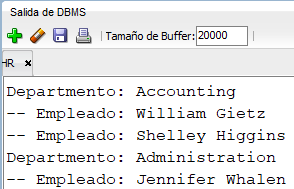 Salida de DBMS
Tamaño de Buffer: 20000
HR
Departmento: Accounting
-- Empleado: William Gietz
-- Empleado: Shelley Higgins
Departmento: Administration
-- Empleado: Jennifer Whalen